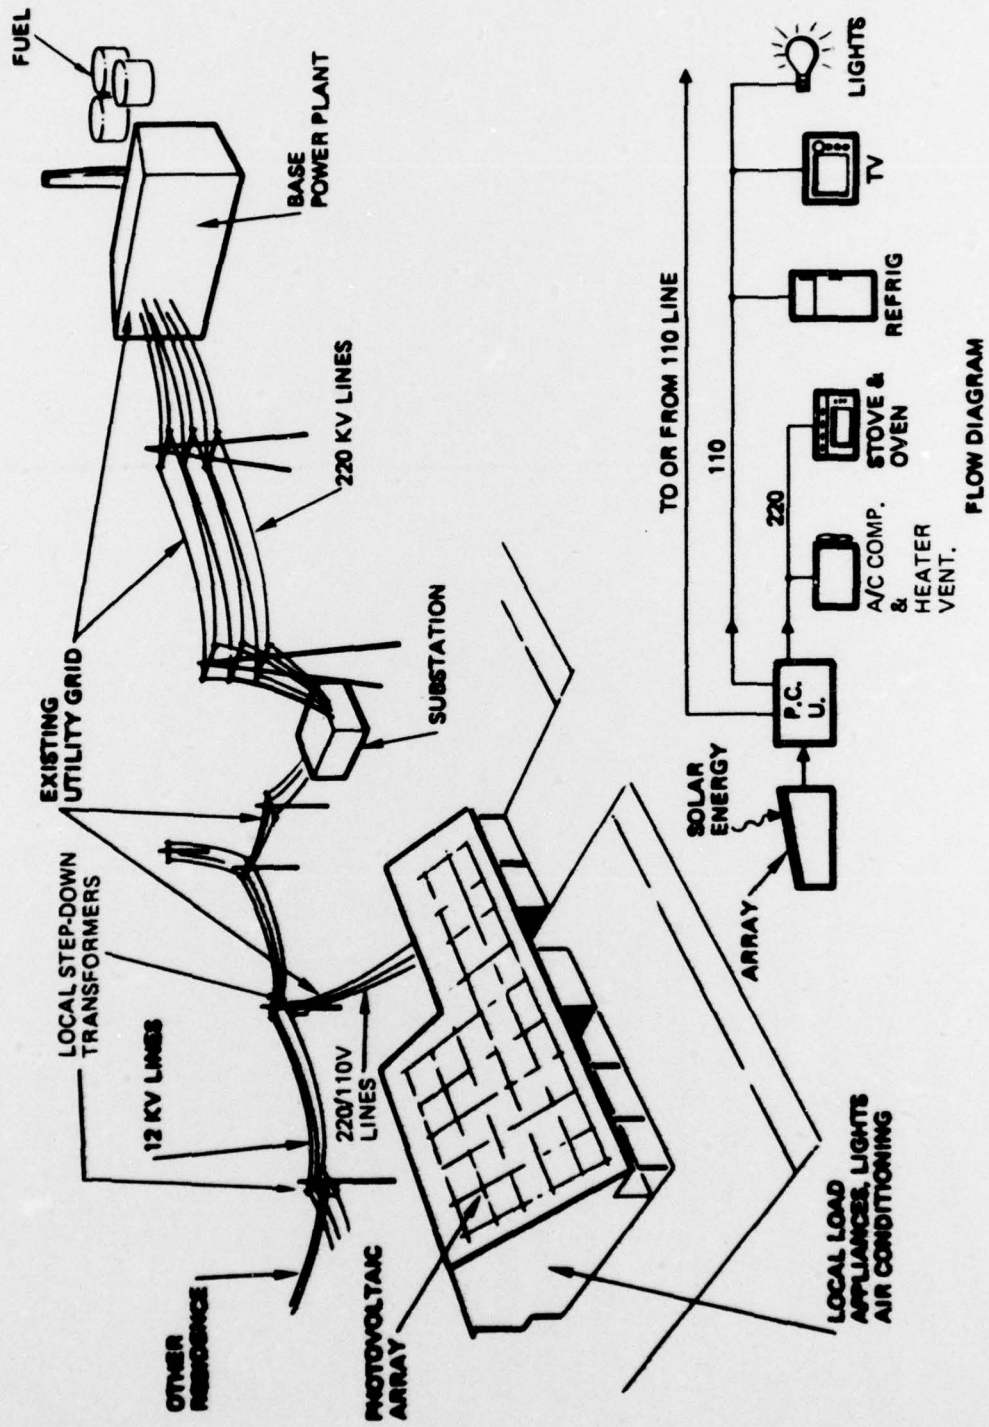 FUEL
BASE
POWER PLANT
220 KV LINES
EXISTING
UTILITY GRID
SUBSTATION
LOCAL STEP-DOWN
TRANSFORMERS
12 KV LINES
220/110V
LINES
OTHER
RESIDENCE
PHOTOVOLTAIC
ARRAY
LOCAL LOAD
APPLIANCES, LIGHTS
AIR CONDITIONING
TO OR FROM 110 LINE
110
220
SOLAR
ENERGY
ARRAY
P.C.
U.
A/C COMP.
&
HEATER
VENT.
STOVE &
OVEN
REFRIG
TV
LIGHTS
FLOW DIAGRAM